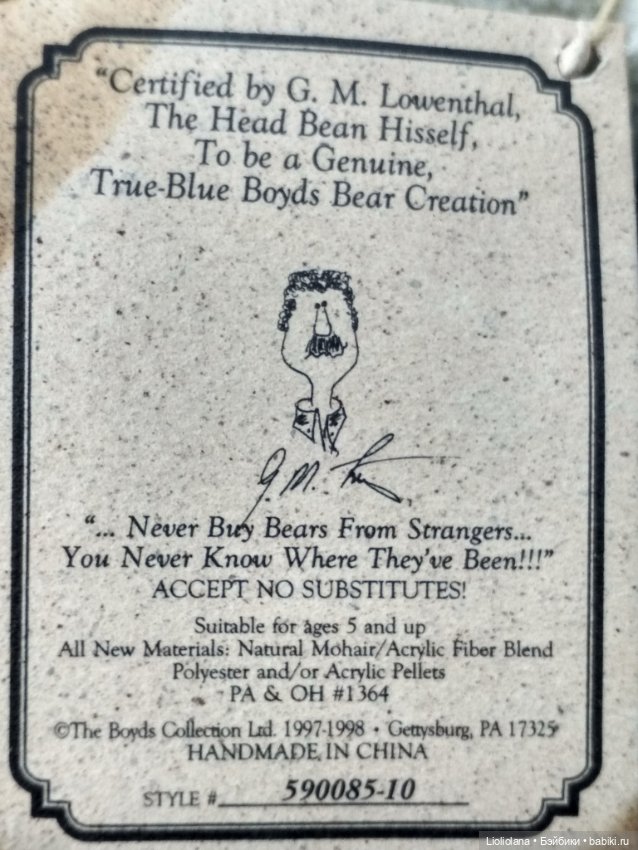 “Certified by G. M. Lowenthal,
The Head Bean Hisself,
To be a Genuine,
True-Blue Boyds Bear Creation”
G. M.
“... Never Buy Bears From Strangers...
You Never Know Where They’ve Been!!!”
ACCEPT NO SUBSTITUTES!
Suitable for ages 5 and up
All New Materials: Natural Mohair/Acrylic Fiber Blend
Polyester and/or Acrylic Pellets
PA & OH #1364
©The Boyds Collection Ltd. 1997-1998 • Gettysburg, PA 17325
HANDMADE IN CHINA
STYLE # 590085-10
Lioliolana • Бэйбики • babiki.ru